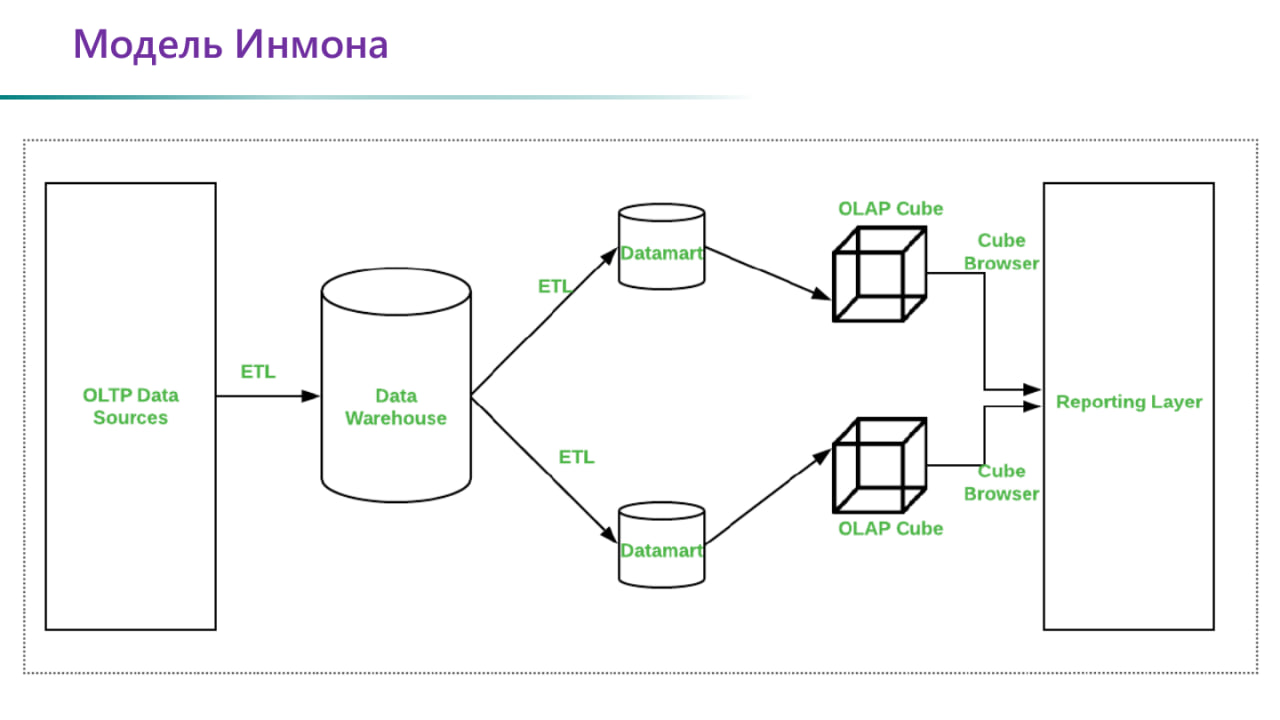 Модель Инмона
OLTP Data
Sources
ETL
Data
Warehouse
ETL
ETL
Datamart
Datamart
OLAP Cube
Cube
Browser
Cube
Browser
OLAP Cube
Reporting Layer